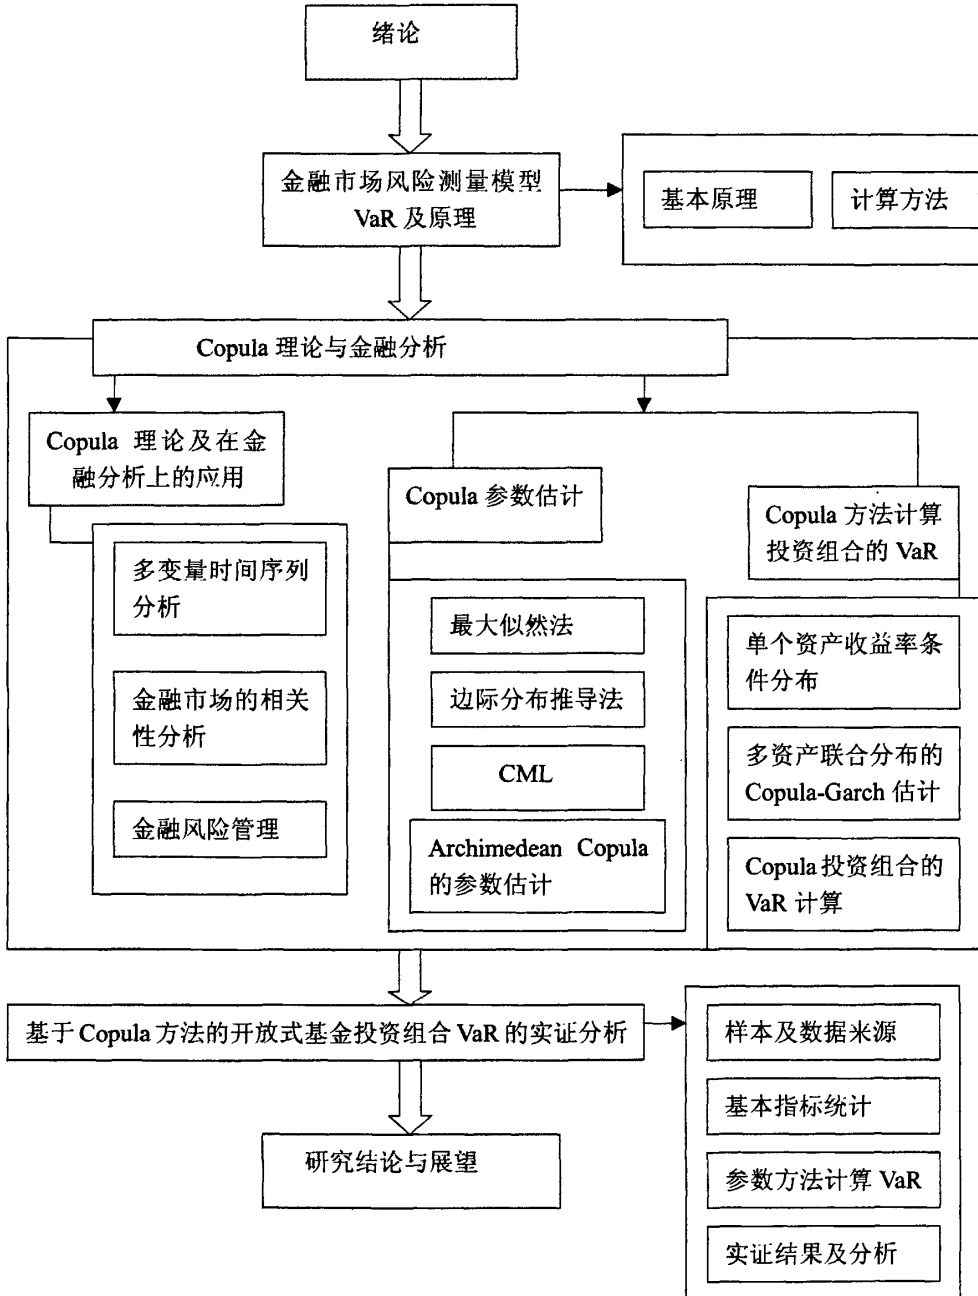 绪论
金融市场风险测量模型
VaR 及原理
基本原理
计算方法
Copula 理论与金融分析
Copula 理论及在金
融分析上的应用
多变量时间序列
分析
金融市场的相关
性分析
金融风险管理
Copula 参数估计
最大似然法
边际分布推导法
CML
Archimedean Copula
的参数估计
Copula 方法计算
投资组合的 VaR
单个资产收益率条
件分布
多资产联合分布的
Copula-Garch 估计
Copula 投资组合的
VaR 计算
基于 Copula 方法的开放式基金投资组合 VaR 的实证分析
样本及数据来源
基本指标统计
参数方法计算 VaR
实证结果及分析
研究结论与展望